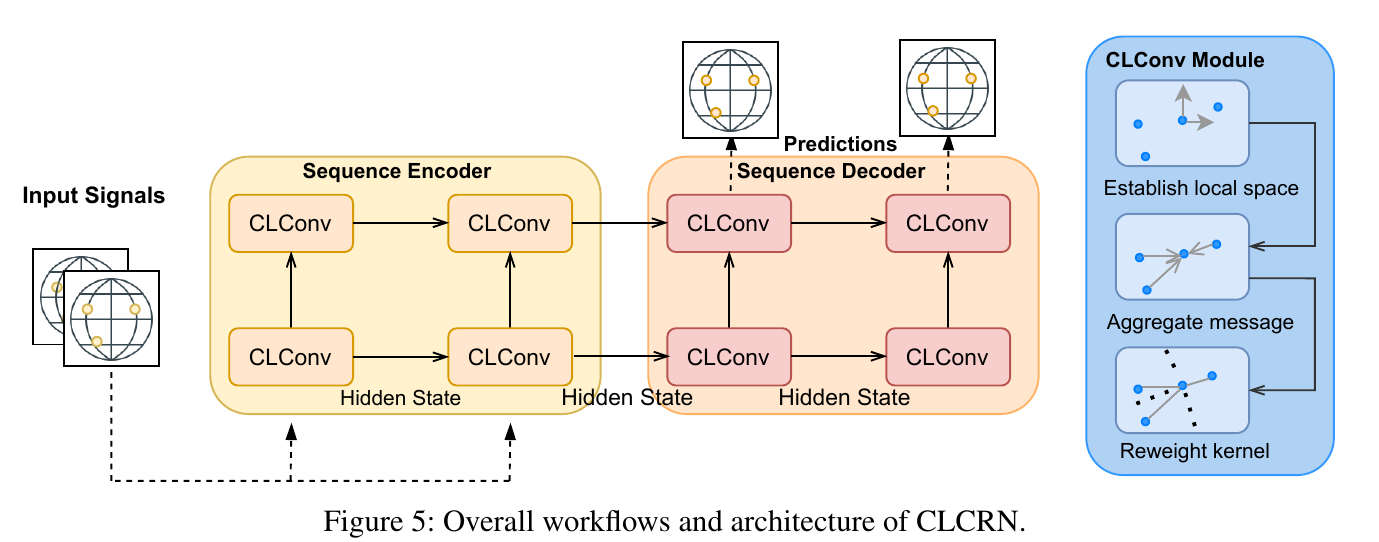 Input Signals
Sequence Encoder
CLConv
CLConv
CLConv
CLConv
Hidden State
Hidden State
Predictions
Sequence Decoder
CLConv
CLConv
CLConv
CLConv
Hidden State
CLConv Module
Establish local space
Aggregate message
Reweight kernel
Figure 5: Overall workflows and architecture of CLCRN.